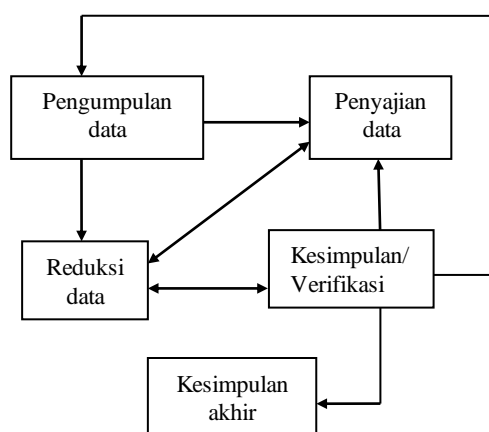 Pengumpulan
data
Penyajian
data
Reduksi
data
Kesimpulan/
Verifikasi
Kesimpulan
akhir